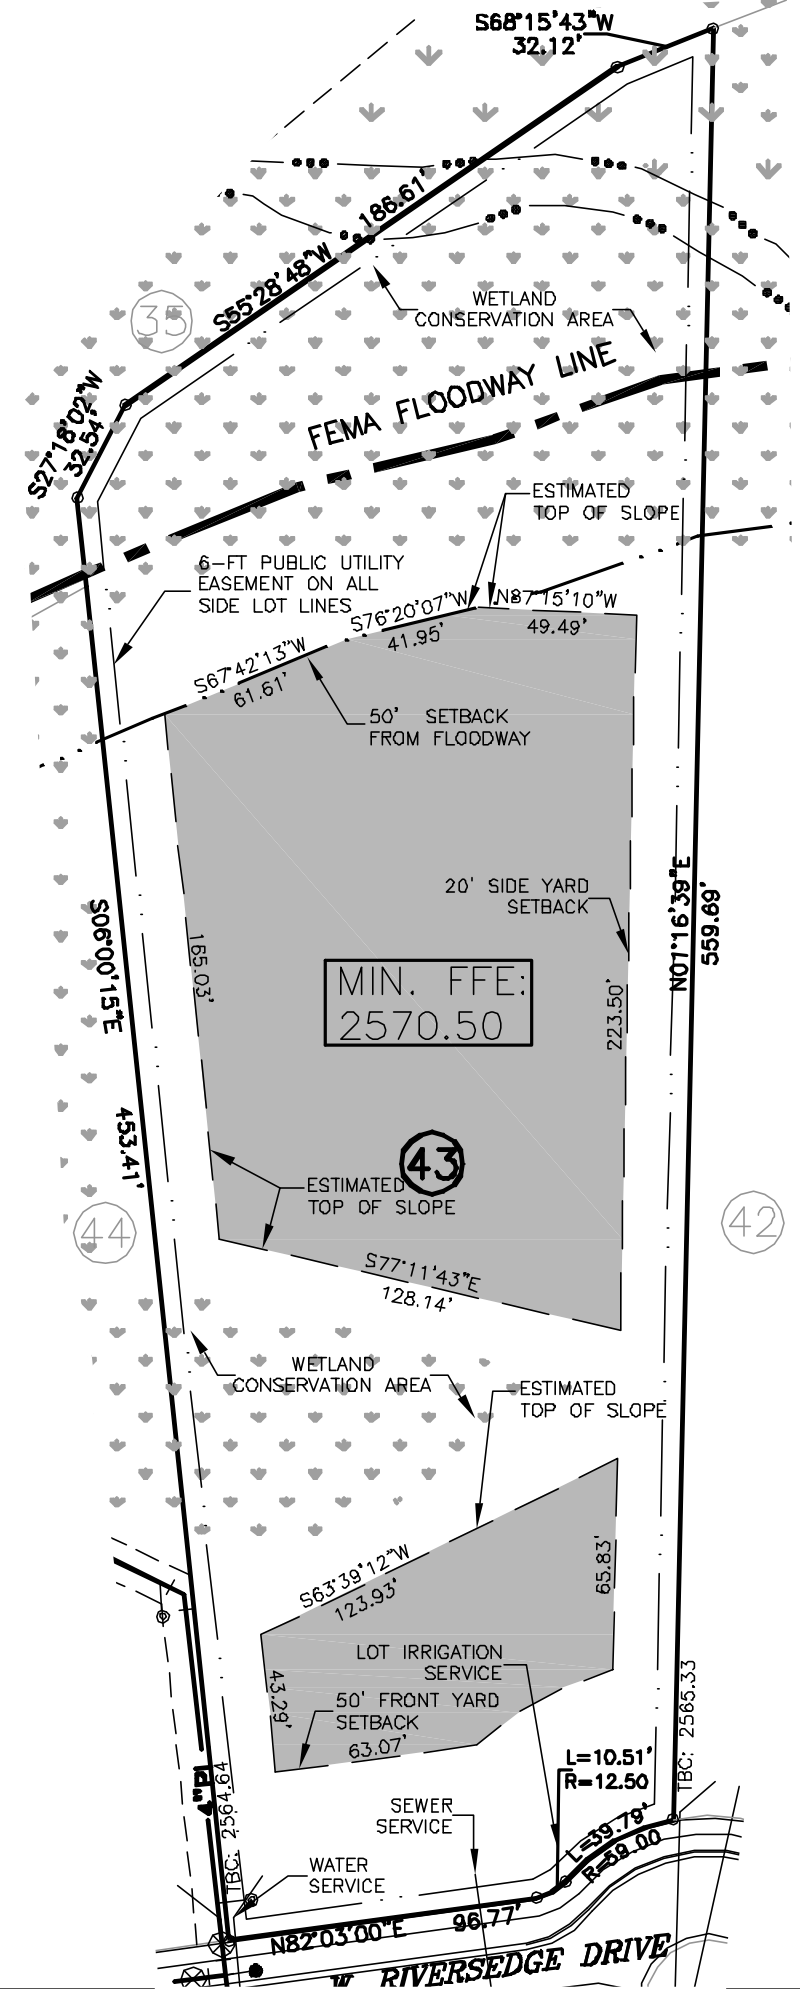 S68°15'43"W
32.12'
186.61'
S55°28'48"W
35
WETLAND
CONSERVATION AREA
FEMA FLOODWAY LINE
S27°18'02"W
32.54'
ESTIMATED
TOP OF SLOPE
6-FT PUBLIC UTILITY
EASEMENT ON ALL
SIDE LOT LINES
N87°15'10"W
49.49'
S76°20'07"W
41.95'
S67°42'13"W
61.61'
50' SETBACK
FROM FLOODWAY
20' SIDE YARD
SETBACK
N01°16'39"E
559.69'
S06°00'15"E
453.41'
165.03'
MIN. FFE:
2570.50
223.50'
43
ESTIMATED
TOP OF SLOPE
44
42
S77°11'43"E
128.14'
WETLAND
CONSERVATION AREA
ESTIMATED
TOP OF SLOPE
S63°39'12"W
123.93'
65.83'
LOT IRRIGATION
SERVICE
43.29'
50' FRONT YARD
SETBACK
63.07'
TBC: 2565.33
L=10.51'
R=12.50
4"PI
TBC: 2564.64
SEWER
SERVICE
L=39.79'
R=59.00
WATER
SERVICE
N82°03'00"E
96.77'
W. RIVERSEDGE DRIVE